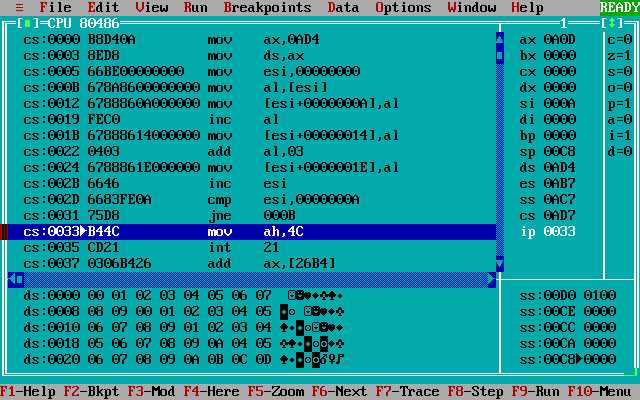 ≡ File Edit View Run Breakpoints Data Options Window Help READY
[■]=CPU 80486 1 [↕]
cs:0000 B8D40A mov ax,0AD4 ax 0A0D c=0
cs:0003 8ED8 mov ds,ax bx 0000 z=1
cs:0005 66BE00000000 mov esi,00000000 cx 0000 s=0
cs:000B 678A8600000000 mov al,[esi] dx 0000 o=0
cs:0012 6788860A000000 mov [esi+0000000A],al si 000A p=1
cs:0019 FEC0 inc al di 0000 a=0
cs:001B 67888614000000 mov [esi+00000014],al bp 0000 i=1
cs:0022 0403 add al,03 sp 00C8 d=0
cs:0024 6788861E000000 mov [esi+0000001E],al ds 0AD4
cs:002B 6646 inc esi es 0AB7
cs:002D 6683FE0A cmp esi,0000000A ss 0AC7
cs:0031 75D8 jne 000B cs 0AD7
cs:0033►B44C mov ah,4C ip 0033
cs:0035 CD21 int 21
cs:0037 0306B426 add ax,[26B4]
ds:0000 00 01 02 03 04 05 06 07 ☺☻♥♦♣♠• ss:00D0 0100
ds:0008 08 09 00 01 02 03 04 05 ◘○ ☺☻♥♦♣ ss:00CE 0000
ds:0010 06 07 08 09 01 02 03 04 ♠•◘○☺☻♥♦ ss:00CC 0000
ds:0018 05 06 07 08 09 0A 04 05 ♣♠•◘○◙♦♣ ss:00CA 0000
ds:0020 06 07 08 09 0A 0B 0C 0D ♠•◘○◙♂♀♪ ss:00C8►0000
F1-Help F2-Bkpt F3-Mod F4-Here F5-Zoom F6-Next F7-Trace F8-Step F9-Run F10-Menu